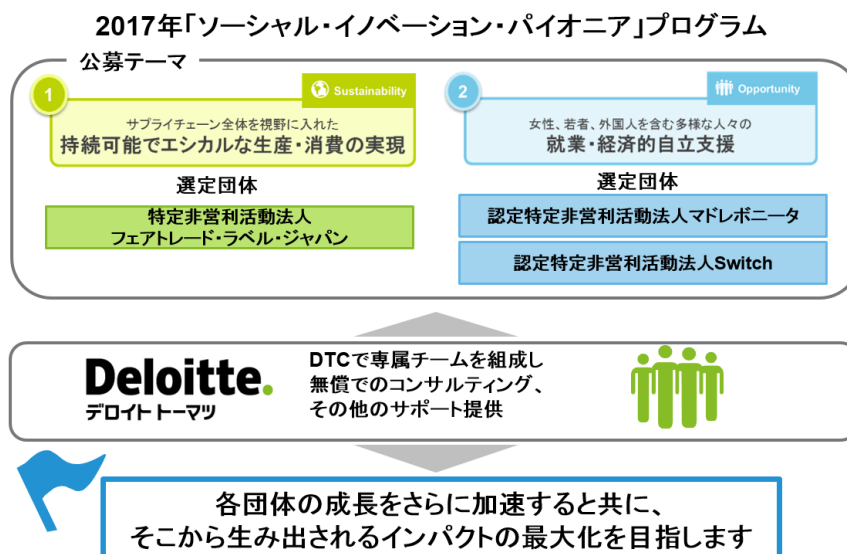 2017年「ソーシャル・イノベーション・パイオニア」プログラム
公募テーマ
1
Sustainability
サプライチェーン全体を視野に入れた
持続可能でエシカルな生産・消費の実現
選定団体
特定非営利活動法人
フェアトレード・ラベル・ジャパン
2
Opportunity
女性、若者、外国人を含む多様な人々の
就業・経済的自立支援
選定団体
認定特定非営利活動法人マドレボニータ
認定特定非営利活動法人Switch
Deloitte.
デロイト トーマツ
DTCで専属チームを組成し
無償でのコンサルティング、
その他のサポート提供
各団体の成長をさらに加速すると共に、
そこから生み出されるインパクトの最大化を目指します